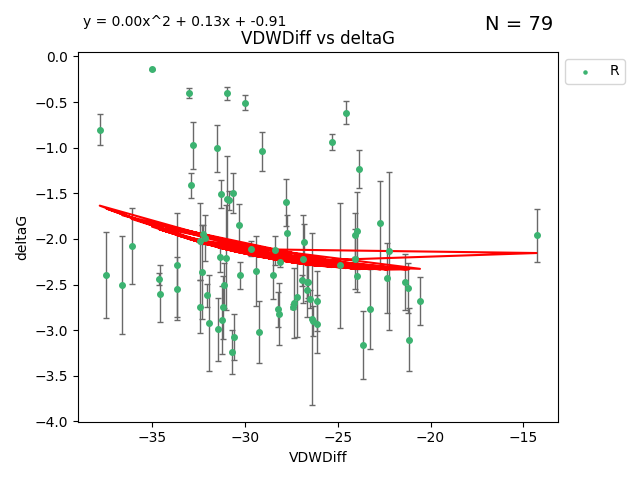 y = 0.00x^2 + 0.13x + -0.91
N = 79
VDWDiff vs deltaG
R
deltaG
0.0
−0.5
−1.0
−1.5
−2.0
−2.5
−3.0
−3.5
−4.0
−35 −30 −25 −20 −15
VDWDiff